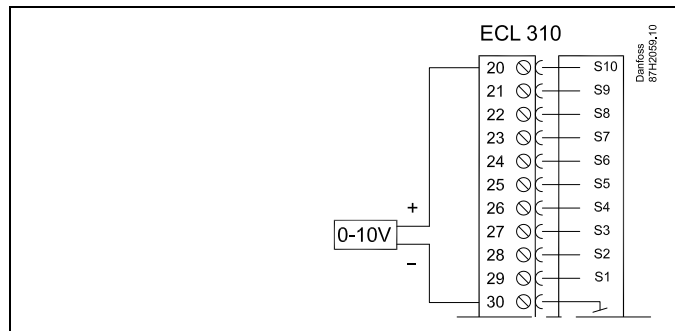 ECL 310
20 S10
21 S9
22 S8
23 S7
24 S6
25 S5
26 S4
27 S3
28 S2
29 S1
30
+
0-10V
–
Danfoss
87H2059.10